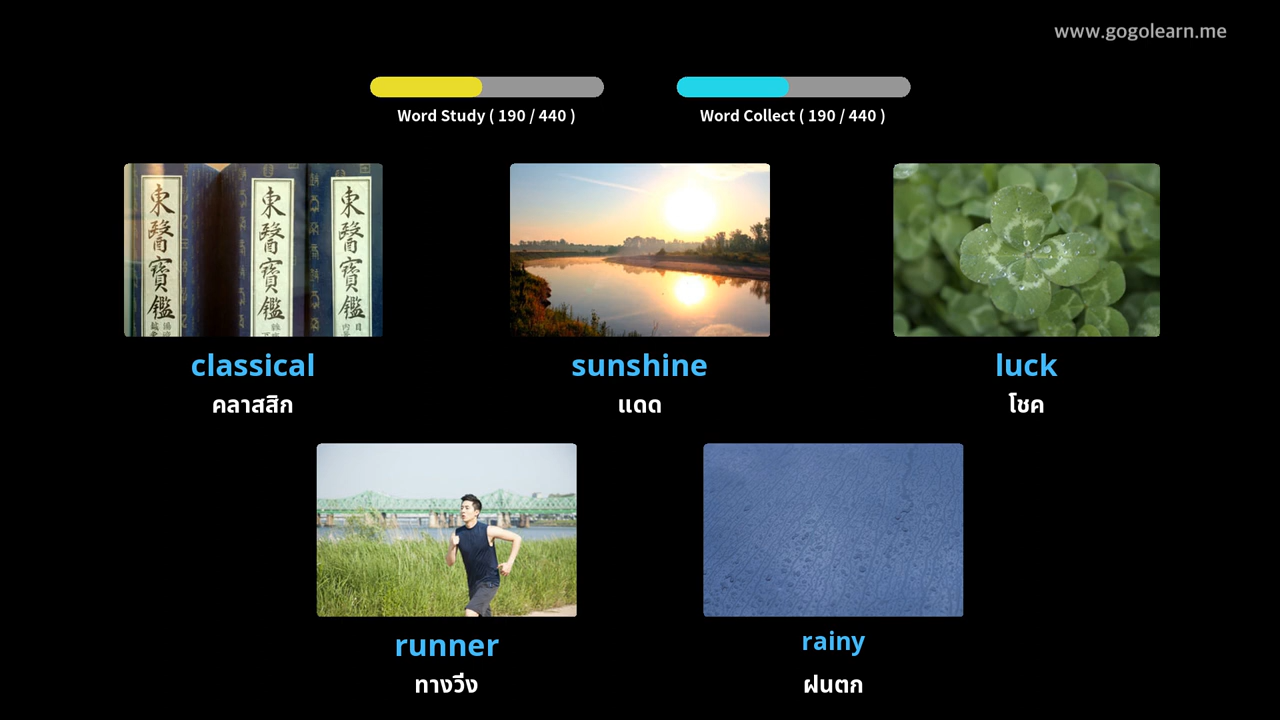 www.gogolearn.me
Word Study ( 190 / 440 )
Word Collect ( 190 / 440 )
東醫寶鑑
東醫寶鑑
東醫寶鑑
classical
คลาสสิก
sunshine
แดด
luck
โชค
runner
ทางวีง
rainy
ฝนตก